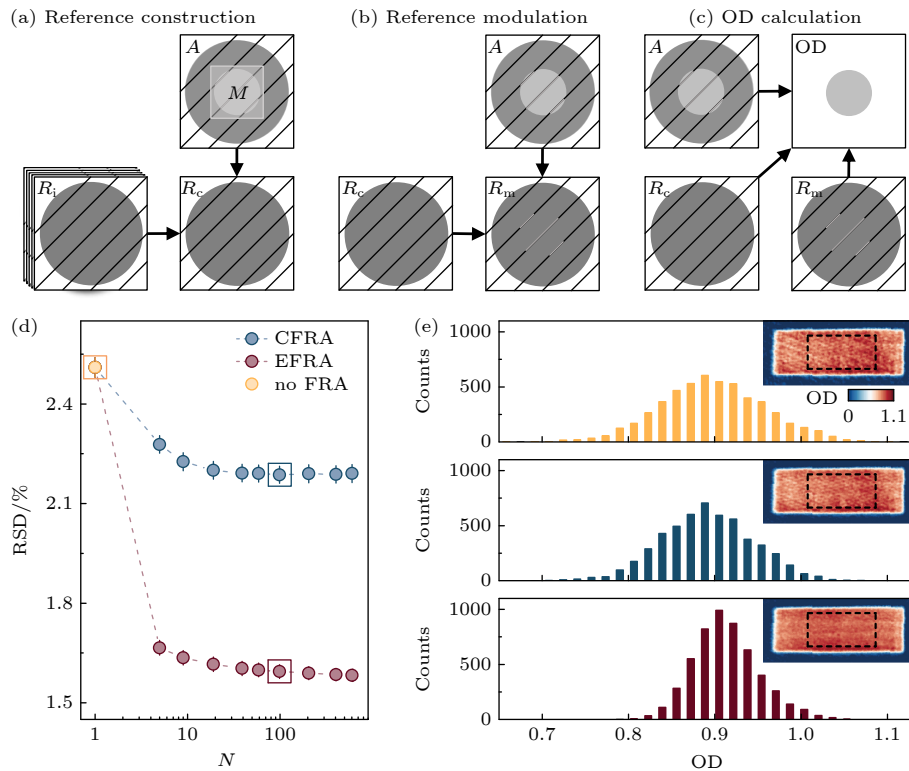 (a) Reference construction
(b) Reference modulation
(c) OD calculation
A
M
R_i
R_c
A
R_c
R_m
A
OD
R_c
R_m
(d)
CFRA
EFRA
no FRA
RSD/%
2.4
2.1
1.8
1.5
1
10
100
N
(e)
1000
500
0
Counts
OD
0
1.1
1000
500
0
Counts
1000
500
0
Counts
0.7
0.8
0.9
1.0
1.1
OD